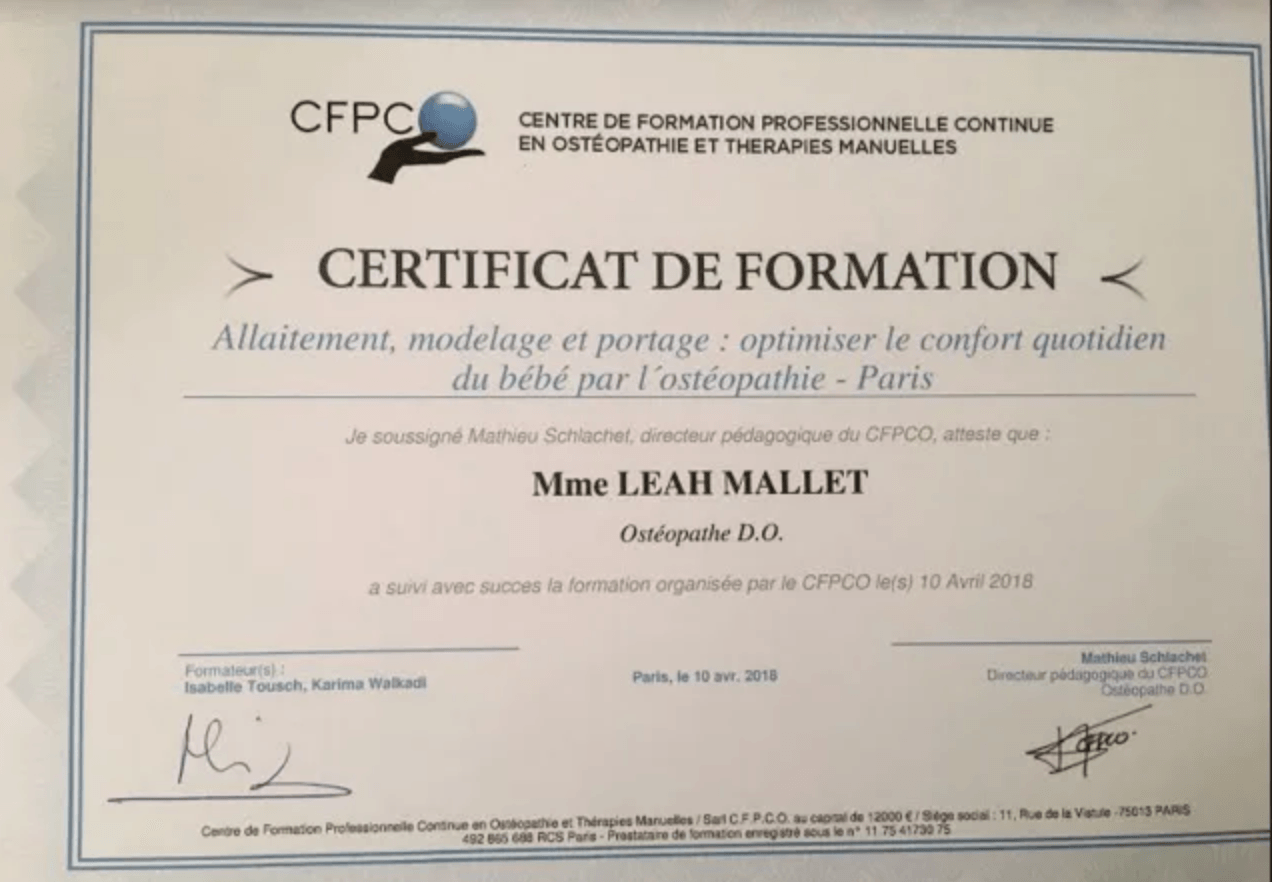 CFPCO
CENTRE DE FORMATION PROFESSIONNELLE CONTINUE
EN OSTÉOPATHIE ET THERAPIES MANUELLES
CERTIFICAT DE FORMATION
Allaitement, modelage et portage : optimiser le confort quotidien
du bébé par l´ostéopathie - Paris
Je soussigné Mathieu Schlachet, directeur pédagogique du CFPCO, atteste que :
Mme LEAH MALLET
Ostéopathe D.O.
a suivi avec succes la formation organisée par le CFPCO le(s) 10 Avril 2018
Formateur(s) :
Isabelle Tousch, Karima Walkadi
Paris, le 10 avr. 2018
Mathieu Schlachet
Directeur pédagogique du CFPCO
Ostéopathe D.O.
CFPCO
Centre de Formation Professionnelle Continue en Ostéopathie et Thérapies Manuelles / Sarl C.F.P.C.O. au capital de 12000 € / Siège social : 11, Rue de la Vistule -75013 PARIS
492 865 688 RCS Paris - Prestataire de formation enregistré sous le n° 11 75 41730 75